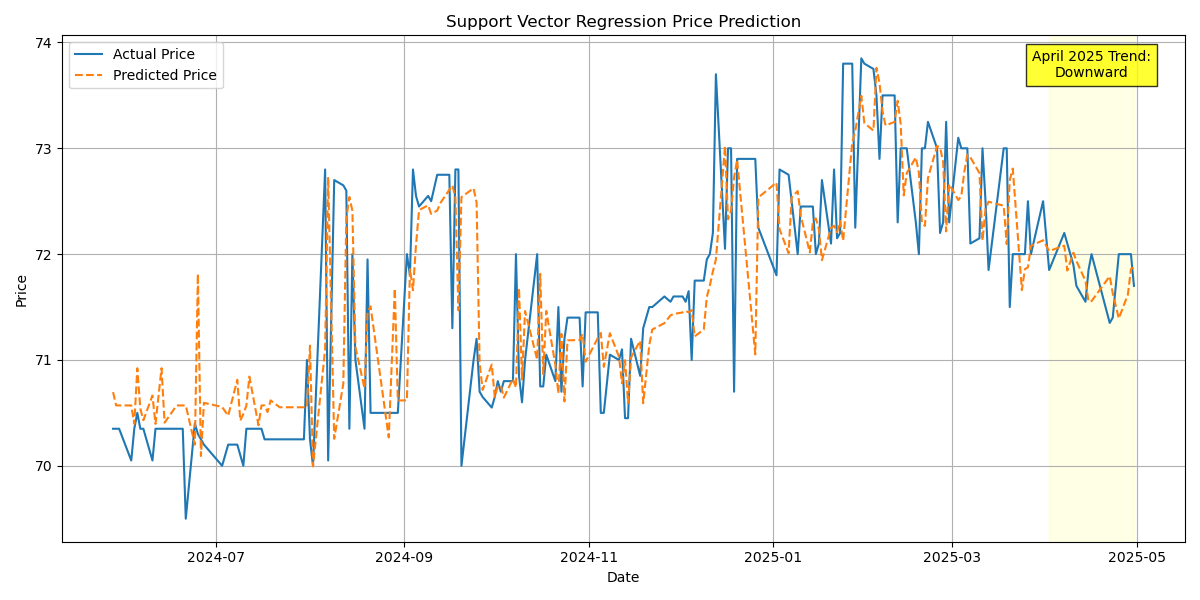 Support Vector Regression Price Prediction
Actual Price
Predicted Price
April 2025 Trend:
Downward
74
73
72
71
70
Price
2024-07
2024-09
2024-11
2025-01
2025-03
2025-05
Date